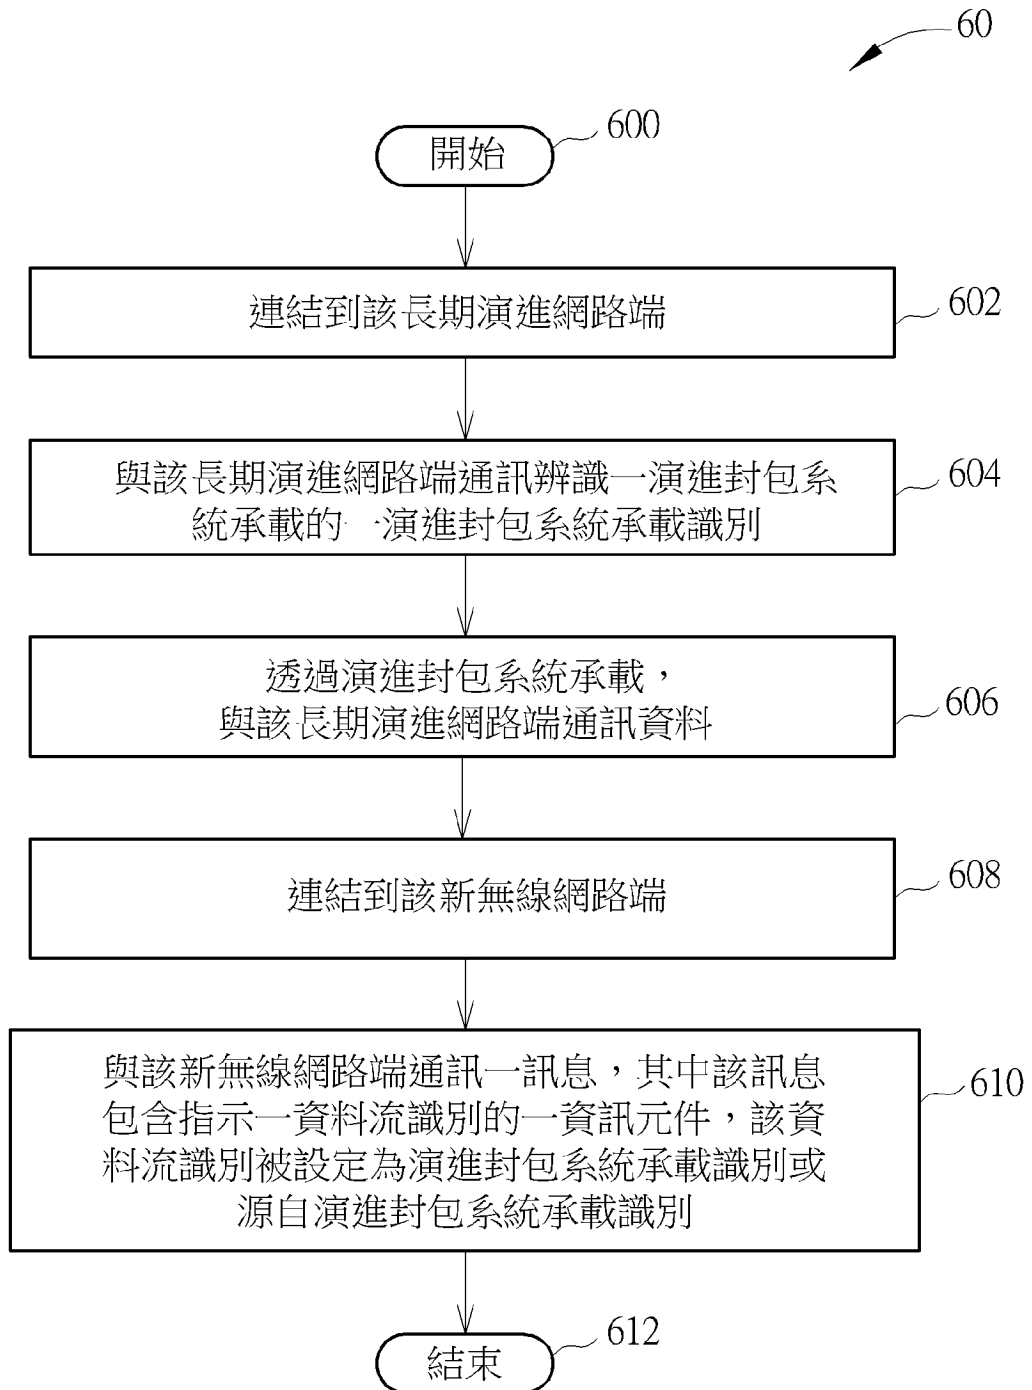 60
開始
600
連結到該長期演進網路端
602
與該長期演進網路端通訊辨識一演進封包系
統承載的一演進封包系統承載識別
604
透過演進封包系統承載，
與該長期演進網路端通訊資料
606
連結到該新無線網路端
608
與該新無線網路端通訊一訊息，其中該訊息
包含指示一資料流識別的一資訊元件，該資
料流識別被設定為演進封包系統承載識別或
源自演進封包系統承載識別
610
結束
612